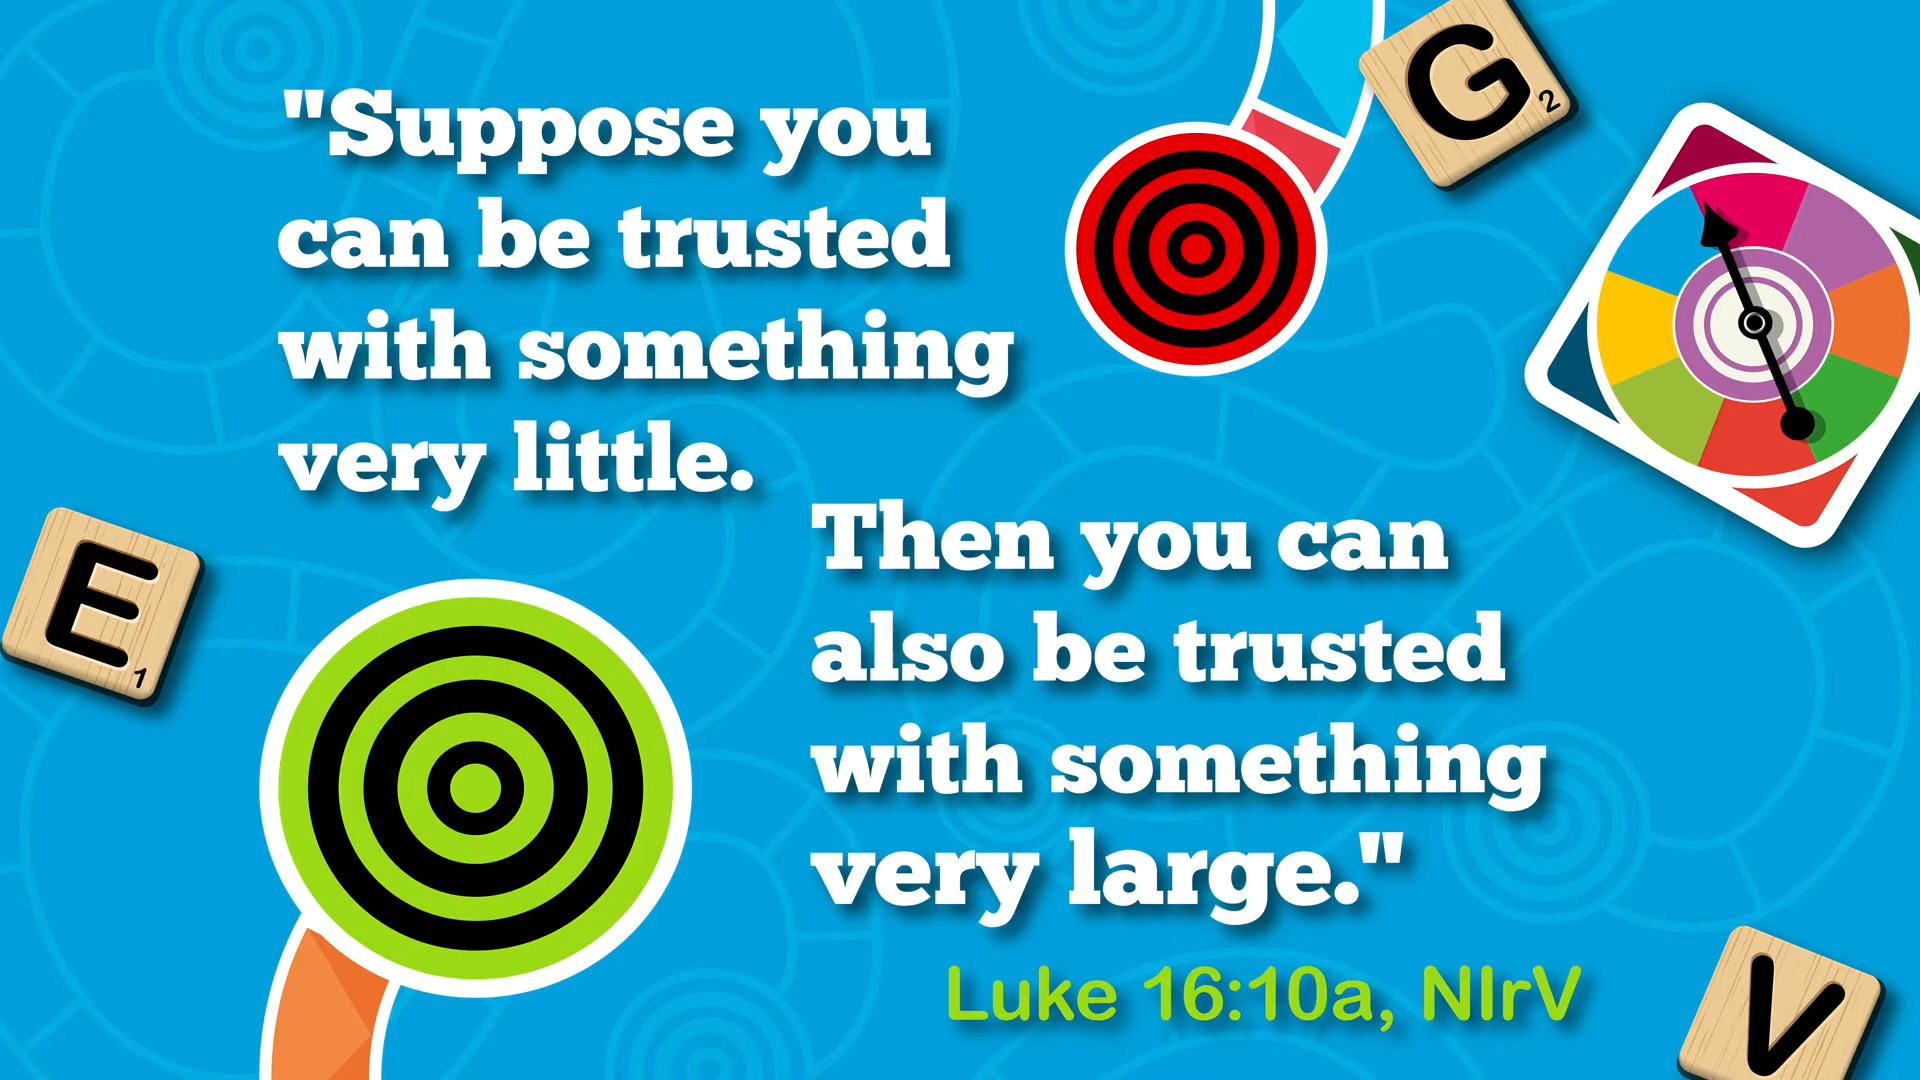 "Suppose you
can be trusted
with something
very little.
Then you can
also be trusted
with something
very large."
Luke 16:10a, NIrV
G
2
E
1
V